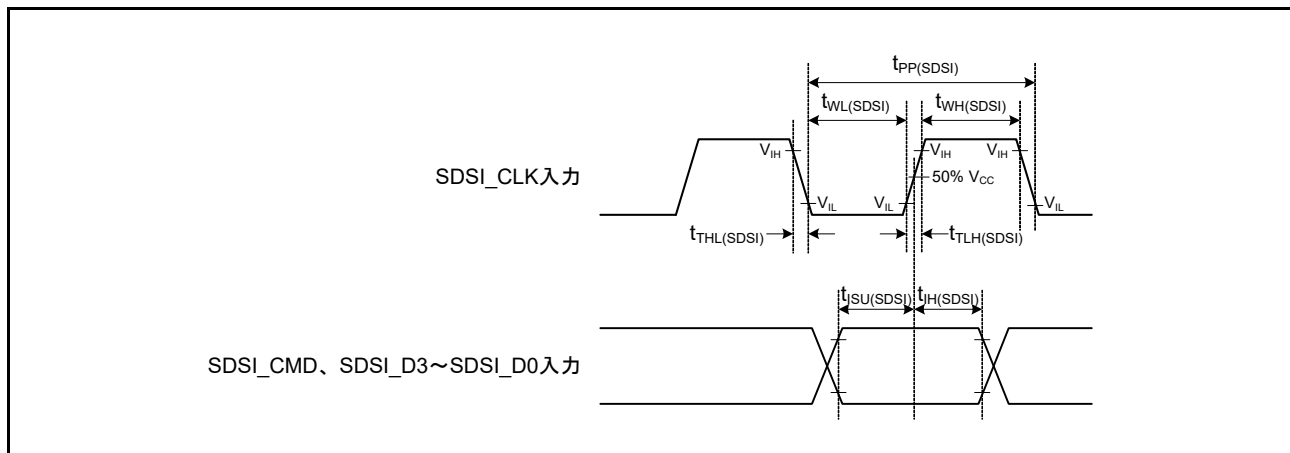 tPP(SDSI)
tWL(SDSI) tWH(SDSI)
VIH VIH VIH
SDSI_CLK入力 50% VCC
VIL VIL VIL
tTHL(SDSI) tTLH(SDSI)
tISU(SDSI) tIH(SDSI)
SDSI_CMD、SDSI_D3～SDSI_D0入力